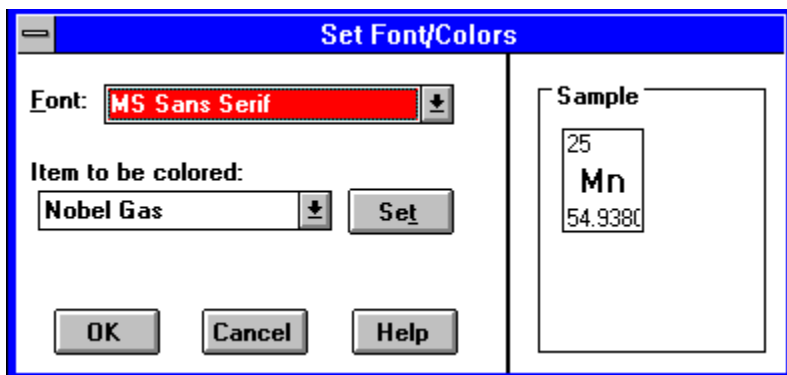 Set Font/Colors
Font: MS Sans Serif
Item to be colored:
Nobel Gas Set
OK Cancel Help
Sample
25
Mn
54.9380